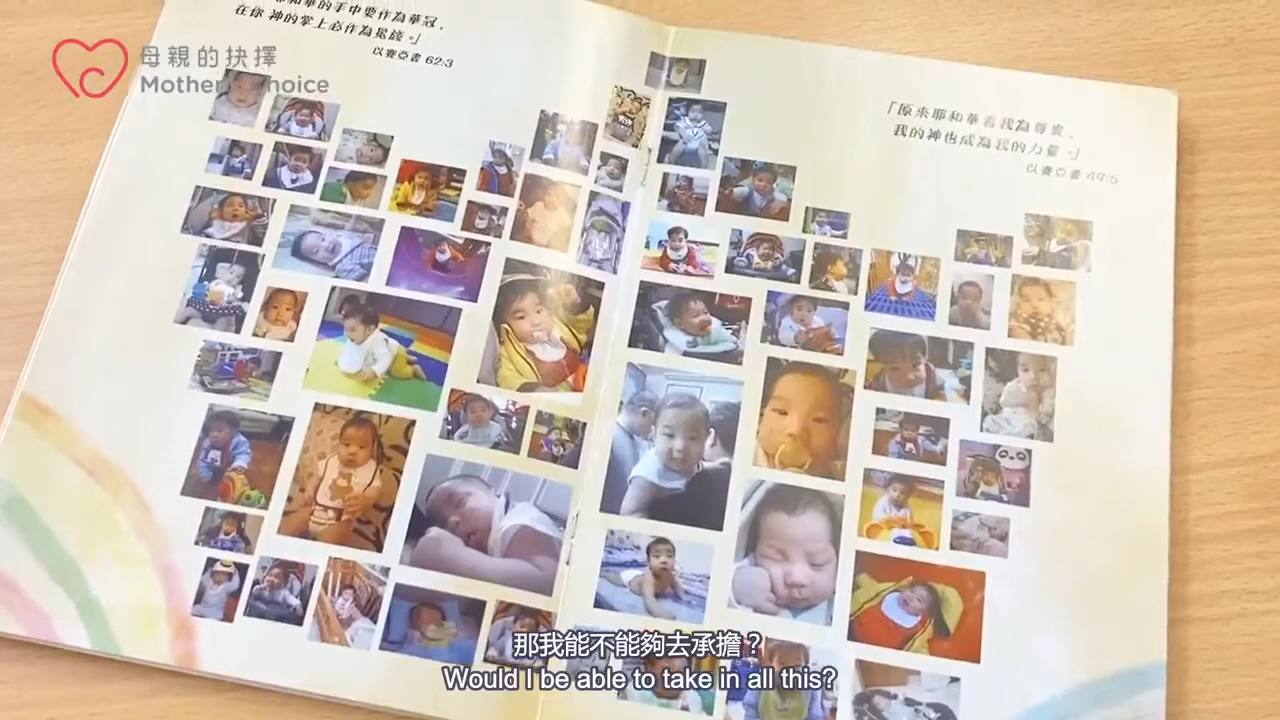 耶和華的手中要作為華冠，
在你 神的掌上必作為冕旒。」
以賽亞書 62:3
母親的抉擇
Mother's Choice
「原來耶和華看我為尊貴，
我的神也成為我的力量。」
以賽亞書 49:5
那我能不能夠去承擔？
Would I be able to take in all this?